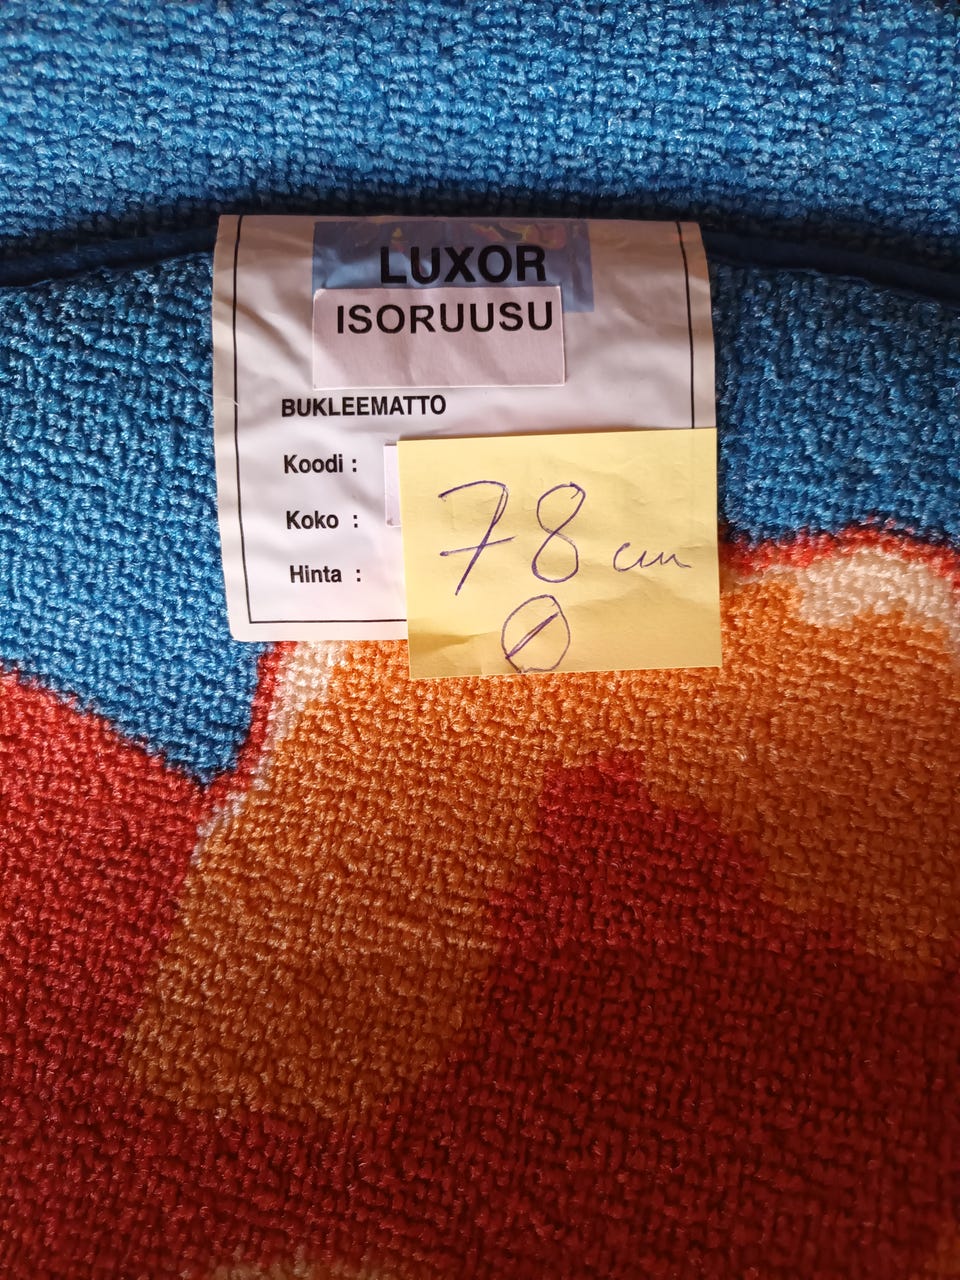 LUXOR
ISORUUSU
BUKLEEMATTO
Koodi :
Koko :
Hinta :
78 cm
Ø